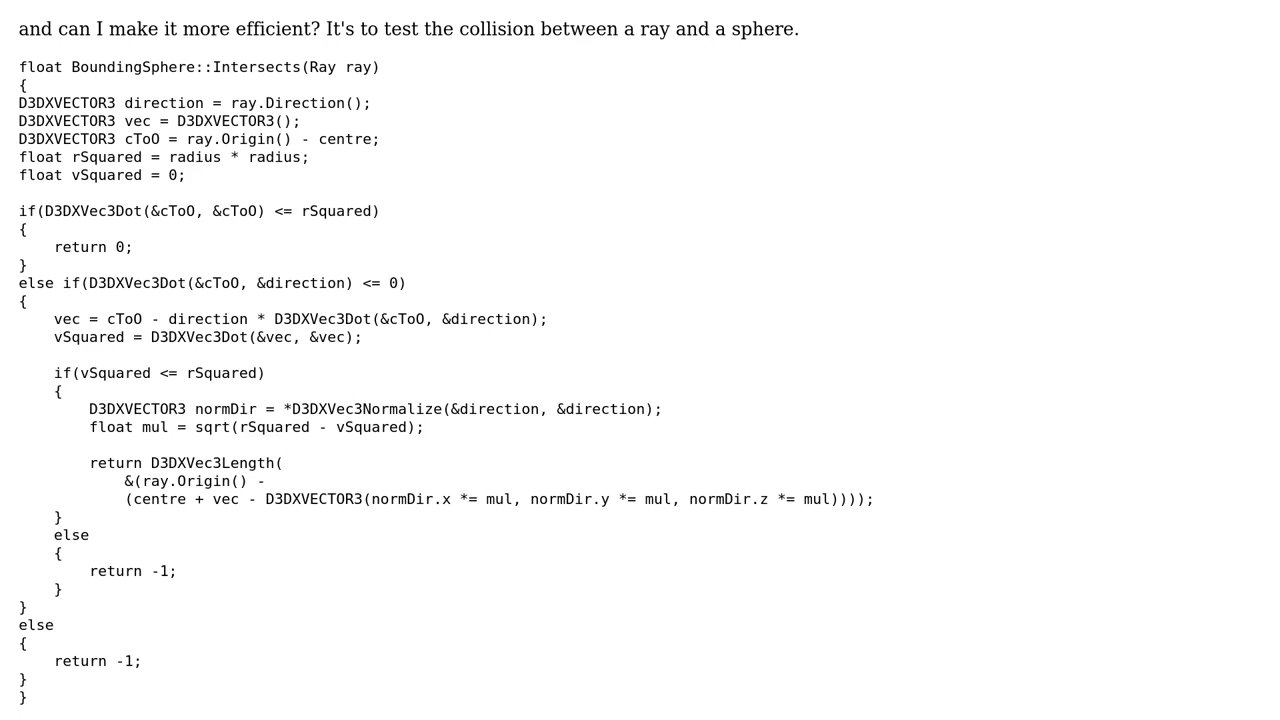 and can I make it more efficient? It's to test the collision between a ray and a sphere.
float BoundingSphere::Intersects(Ray ray)
{
D3DXVECTOR3 direction = ray.Direction();
D3DXVECTOR3 vec = D3DXVECTOR3();
D3DXVECTOR3 cToO = ray.Origin() - centre;
float rSquared = radius * radius;
float vSquared = 0;

if(D3DXVec3Dot(&cToO, &cToO) <= rSquared)
{
    return 0;
}
else if(D3DXVec3Dot(&cToO, &direction) <= 0)
{
    vec = cToO - direction * D3DXVec3Dot(&cToO, &direction);
    vSquared = D3DXVec3Dot(&vec, &vec);

    if(vSquared <= rSquared)
    {
        D3DXVECTOR3 normDir = *D3DXVec3Normalize(&direction, &direction);
        float mul = sqrt(rSquared - vSquared);

        return D3DXVec3Length(
            &(ray.Origin() -
            (centre + vec - D3DXVECTOR3(normDir.x *= mul, normDir.y *= mul, normDir.z *= mul))));
    }
    else
    {
        return -1;
    }
}
else
{
    return -1;
}
}